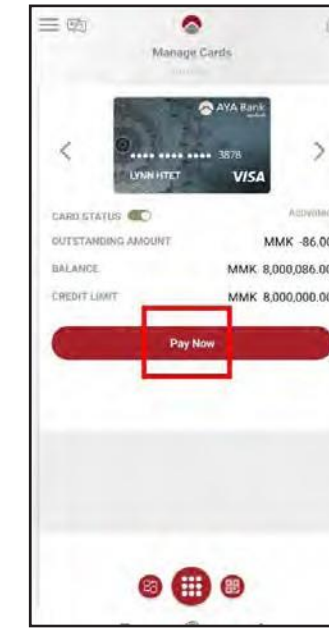 Manage Cards
AYA Bank
•••• •••• •••• 3878
LYNN HTET VISA
CARD STATUS
OUTSTANDING AMOUNT MMK -86.00
BALANCE MMK 8,000,086.00
CREDIT LIMIT MMK 8,000,000.00
Pay Now